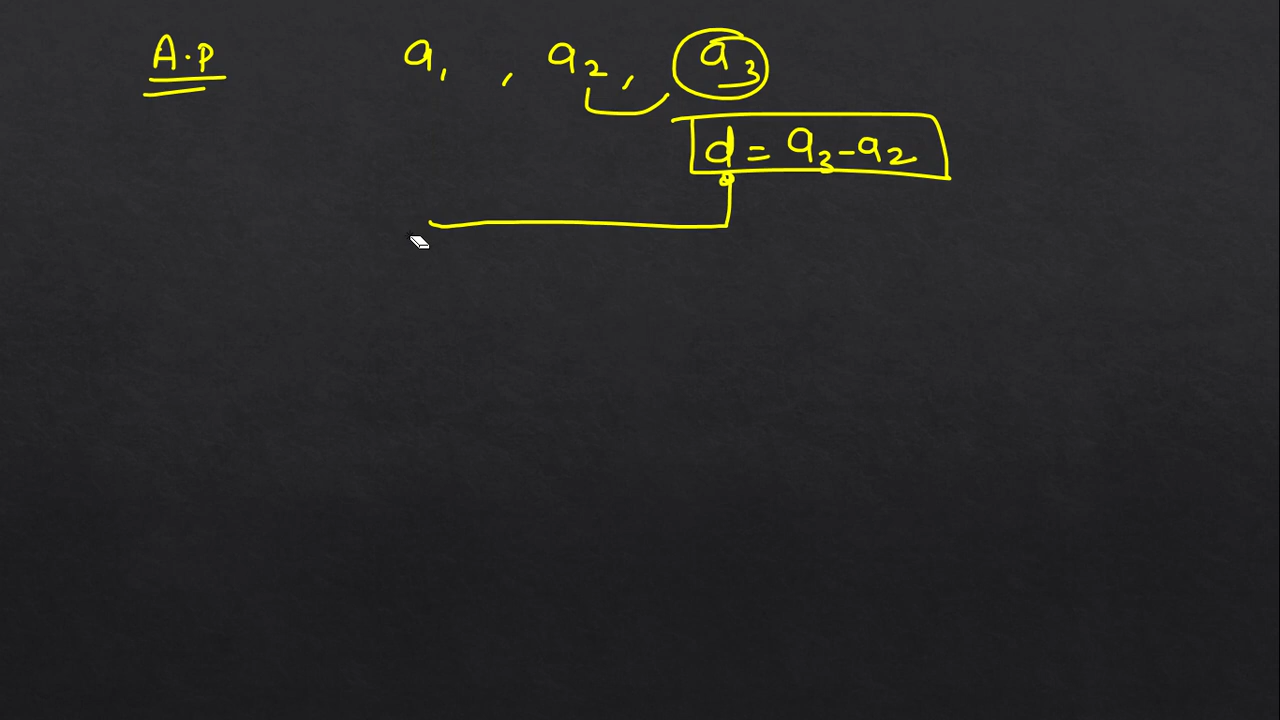 A.P a₁ , a₂ , a₃
d = a₃ - a₂